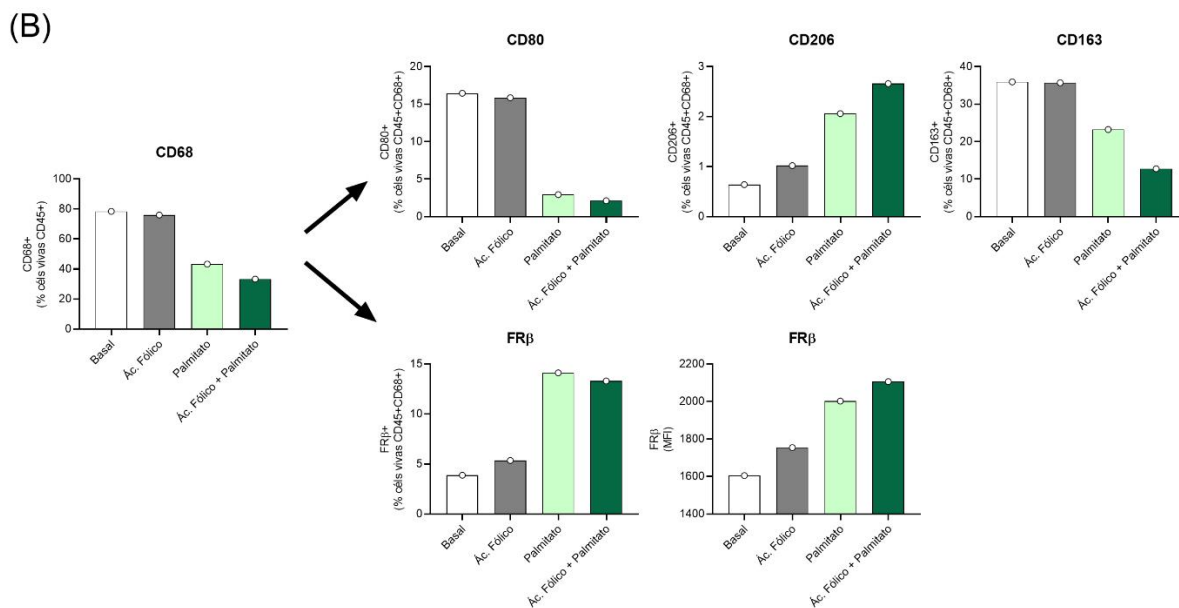 (B)
CD68
CD68+
(% céls vivas CD45+)
100
80
60
40
20
0
Basal
Ác. Fólico
Palmitato
Ác. Fólico + Palmitato
CD80
CD80+
(% céls vivas CD45+CD68+)
20
15
10
5
0
Basal
Ác. Fólico
Palmitato
Ác. Fólico + Palmitato
CD206
CD206+
(% céls vivas CD45+CD68+)
3
2
1
0
Basal
Ác. Fólico
Palmitato
Ác. Fólico + Palmitato
CD163
CD163+
(% céls vivas CD45+CD68+)
40
30
20
10
0
Basal
Ác. Fólico
Palmitato
Ác. Fólico + Palmitato
FRβ
FRβ+
(% céls vivas CD45+CD68+)
15
10
5
0
Basal
Ác. Fólico
Palmitato
Ác. Fólico + Palmitato
FRβ
FRβ
(MFI)
2200
2000
1800
1600
1400
Basal
Ác. Fólico
Palmitato
Ác. Fólico + Palmitato